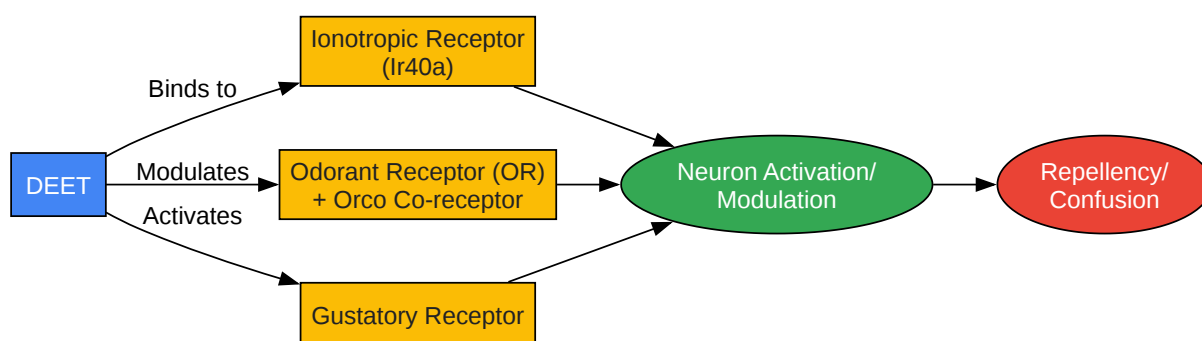 Ionotropic Receptor
(Ir40a)
Binds to
DEET
Modulates
Odorant Receptor (OR)
+ Orco Co-receptor
Neuron Activation/
Modulation
Repellency/
Confusion
Activates
Gustatory Receptor